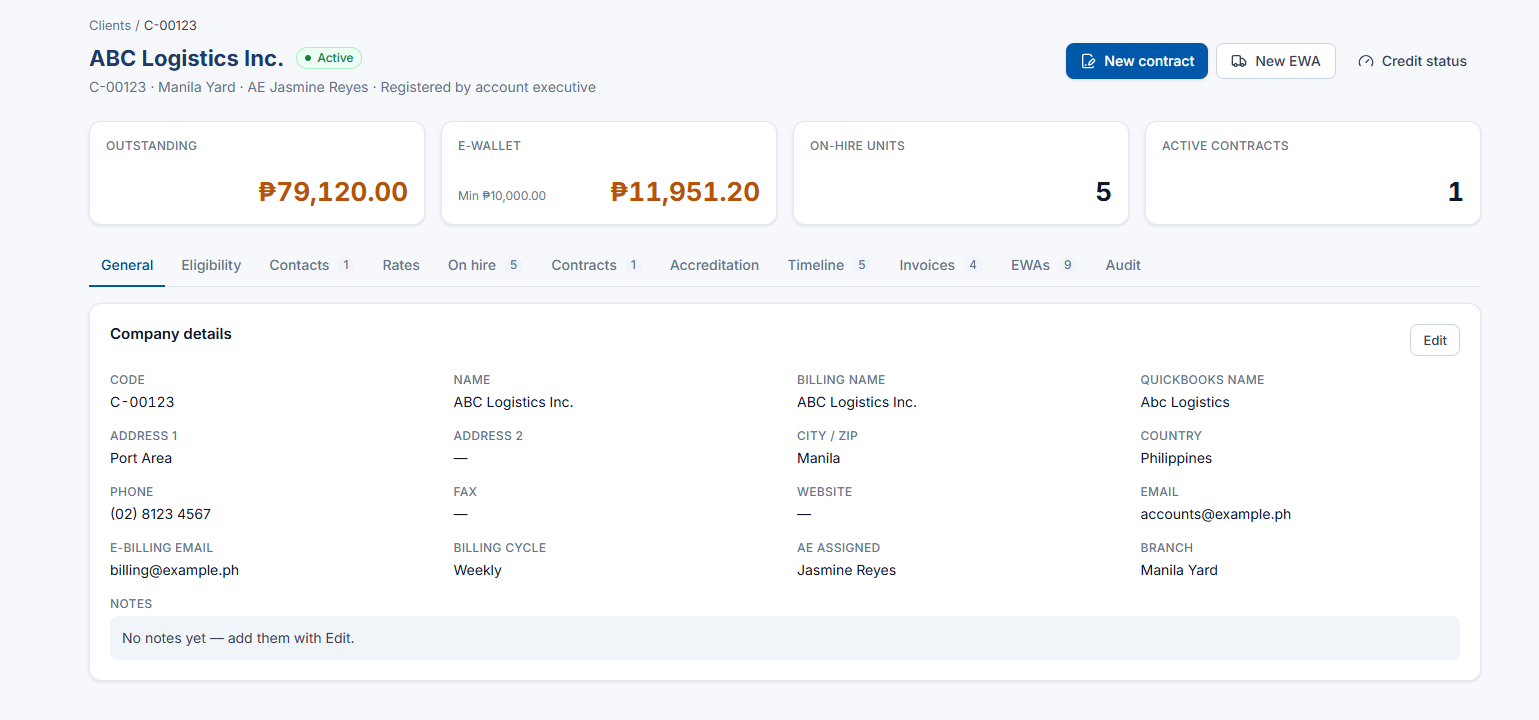 Clients / C-00123
ABC Logistics Inc. Active
New contract New EWA Credit status
C-00123 · Manila Yard · AE Jasmine Reyes · Registered by account executive
OUTSTANDING E-WALLET ON-HIRE UNITS ACTIVE CONTRACTS
₱79,120.00 Min ₱10,000.00 ₱11,951.20 5 1
General Eligibility Contacts 1 Rates On hire 5 Contracts 1 Accreditation Timeline 5 Invoices 4 EWAs 9 Audit
Company details Edit
CODE NAME BILLING NAME QUICKBOOKS NAME
C-00123 ABC Logistics Inc. ABC Logistics Inc. Abc Logistics
ADDRESS 1 ADDRESS 2 CITY / ZIP COUNTRY
Port Area — Manila Philippines
PHONE FAX WEBSITE EMAIL
(02) 8123 4567 — — accounts@example.ph
E-BILLING EMAIL BILLING CYCLE AE ASSIGNED BRANCH
billing@example.ph Weekly Jasmine Reyes Manila Yard
NOTES
No notes yet — add them with Edit.